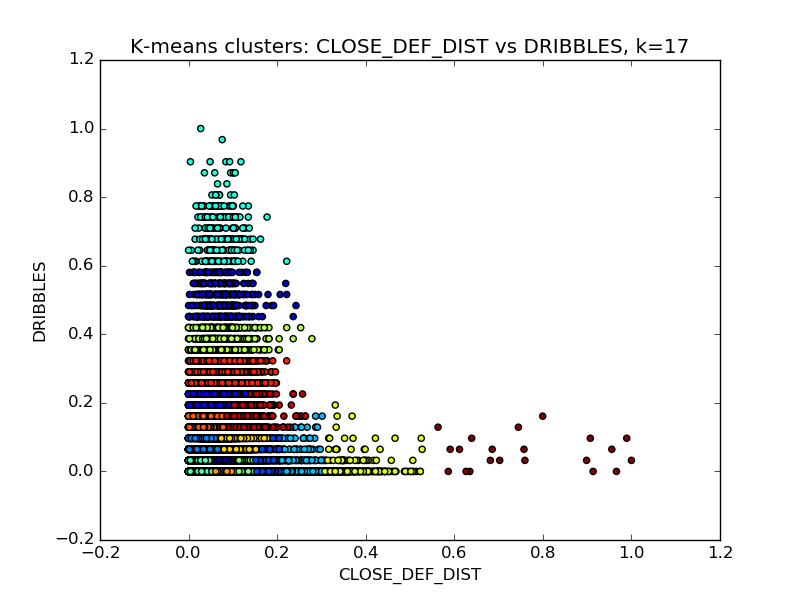 K-means clusters: CLOSE_DEF_DIST vs DRIBBLES, k=17
1.2
1.0
0.8
0.6
0.4
0.2
0.0
−0.2
DRIBBLES
−0.2 0.0 0.2 0.4 0.6 0.8 1.0 1.2
CLOSE_DEF_DIST